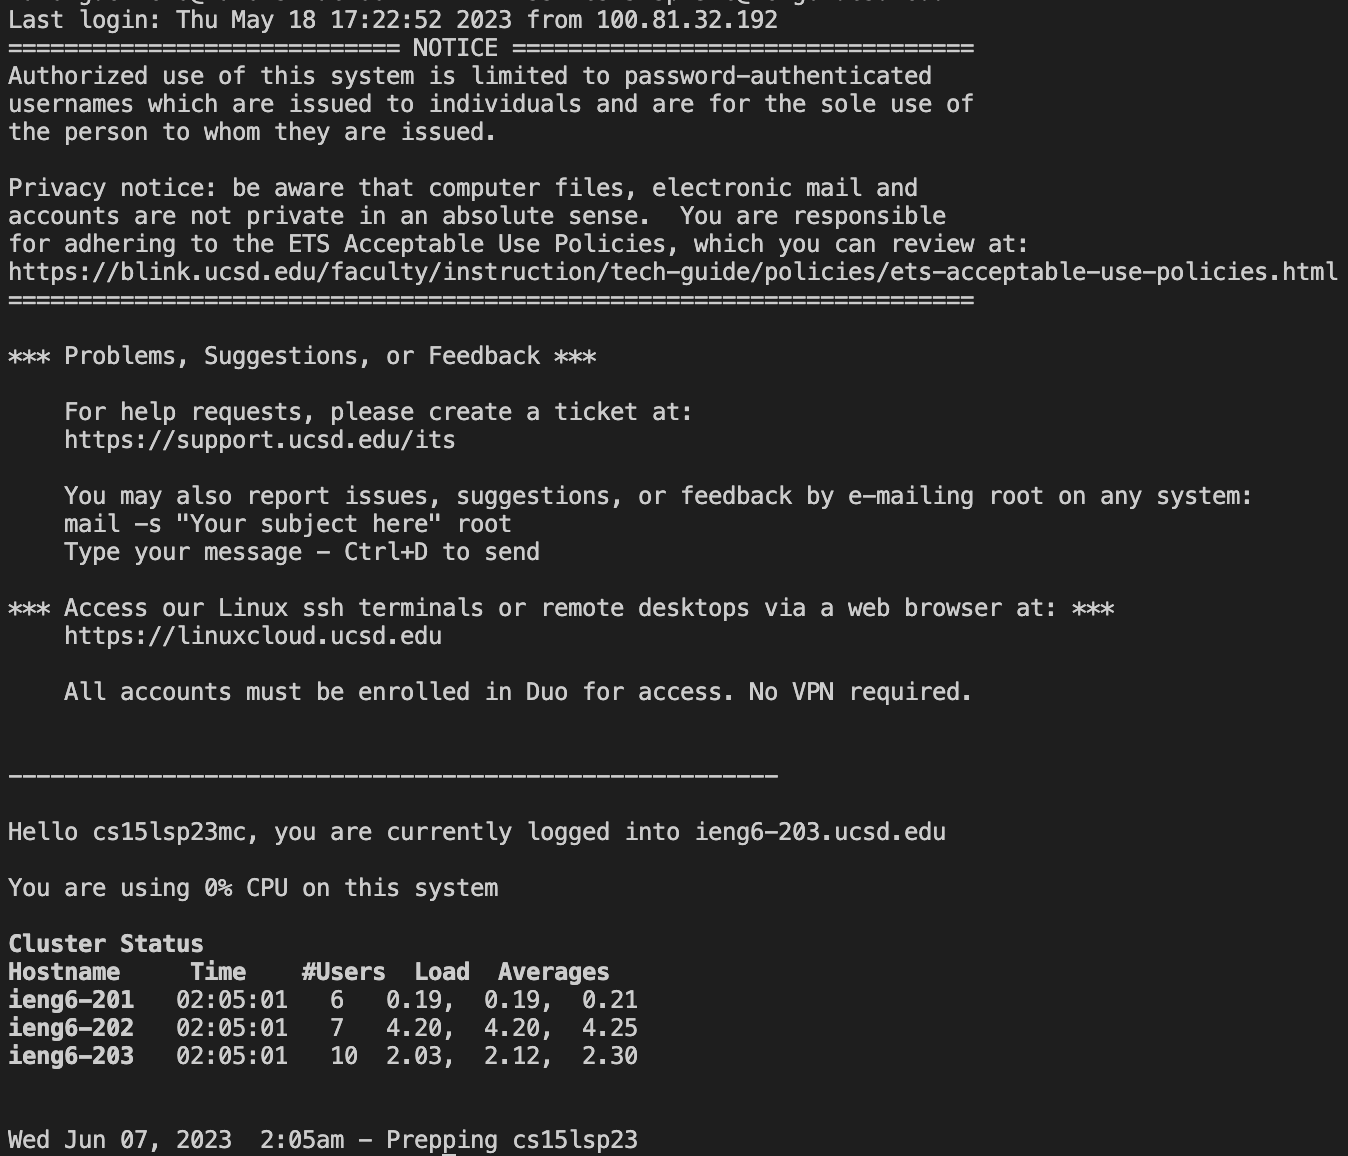 Last login: Thu May 18 17:22:52 2023 from 100.81.32.192
============================ NOTICE =================================
Authorized use of this system is limited to password-authenticated
usernames which are issued to individuals and are for the sole use of
the person to whom they are issued.
Privacy notice: be aware that computer files, electronic mail and
accounts are not private in an absolute sense.  You are responsible
for adhering to the ETS Acceptable Use Policies, which you can review at:
https://blink.ucsd.edu/faculty/instruction/tech-guide/policies/ets-acceptable-use-policies.html
=====================================================================
*** Problems, Suggestions, or Feedback ***
For help requests, please create a ticket at:
https://support.ucsd.edu/its
You may also report issues, suggestions, or feedback by e-mailing root on any system:
mail -s "Your subject here" root
Type your message - Ctrl+D to send
*** Access our Linux ssh terminals or remote desktops via a web browser at: ***
https://linuxcloud.ucsd.edu
All accounts must be enrolled in Duo for access. No VPN required.
-------------------------------------------------------
Hello cs15lsp23mc, you are currently logged into ieng6-203.ucsd.edu
You are using 0% CPU on this system
Cluster Status
Hostname     Time    #Users  Load  Averages
ieng6-201   02:05:01   6   0.19,  0.19,  0.21
ieng6-202   02:05:01   7   4.20,  4.20,  4.25
ieng6-203   02:05:01   10  2.03,  2.12,  2.30
Wed Jun 07, 2023  2:05am - Prepping cs15lsp23